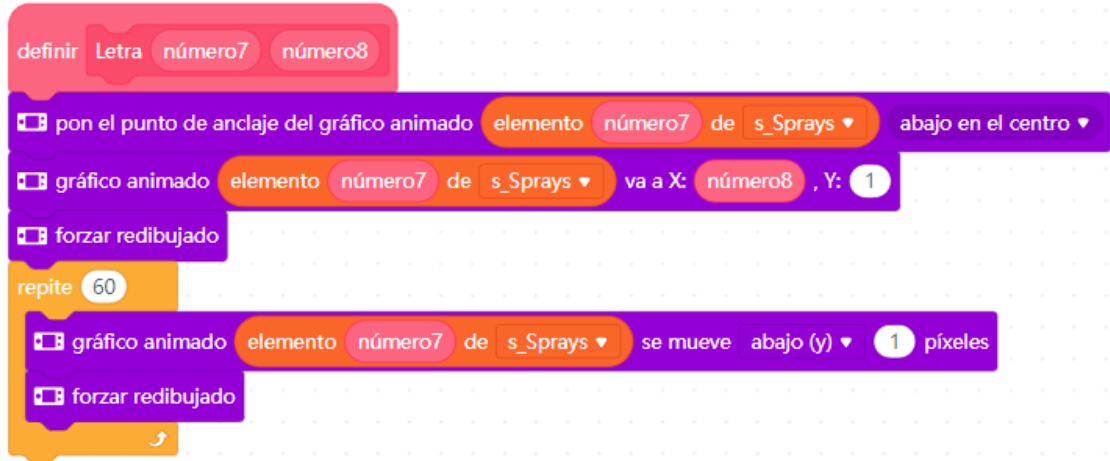 definir Letra número7 número8
pon el punto de anclaje del gráfico animado elemento número7 de s_Sprays abajo en el centro
gráfico animado elemento número7 de s_Sprays va a X: número8 , Y: 1
forzar redibujado
repite 60
gráfico animado elemento número7 de s_Sprays se mueve abajo (y) 1 píxeles
forzar redibujado